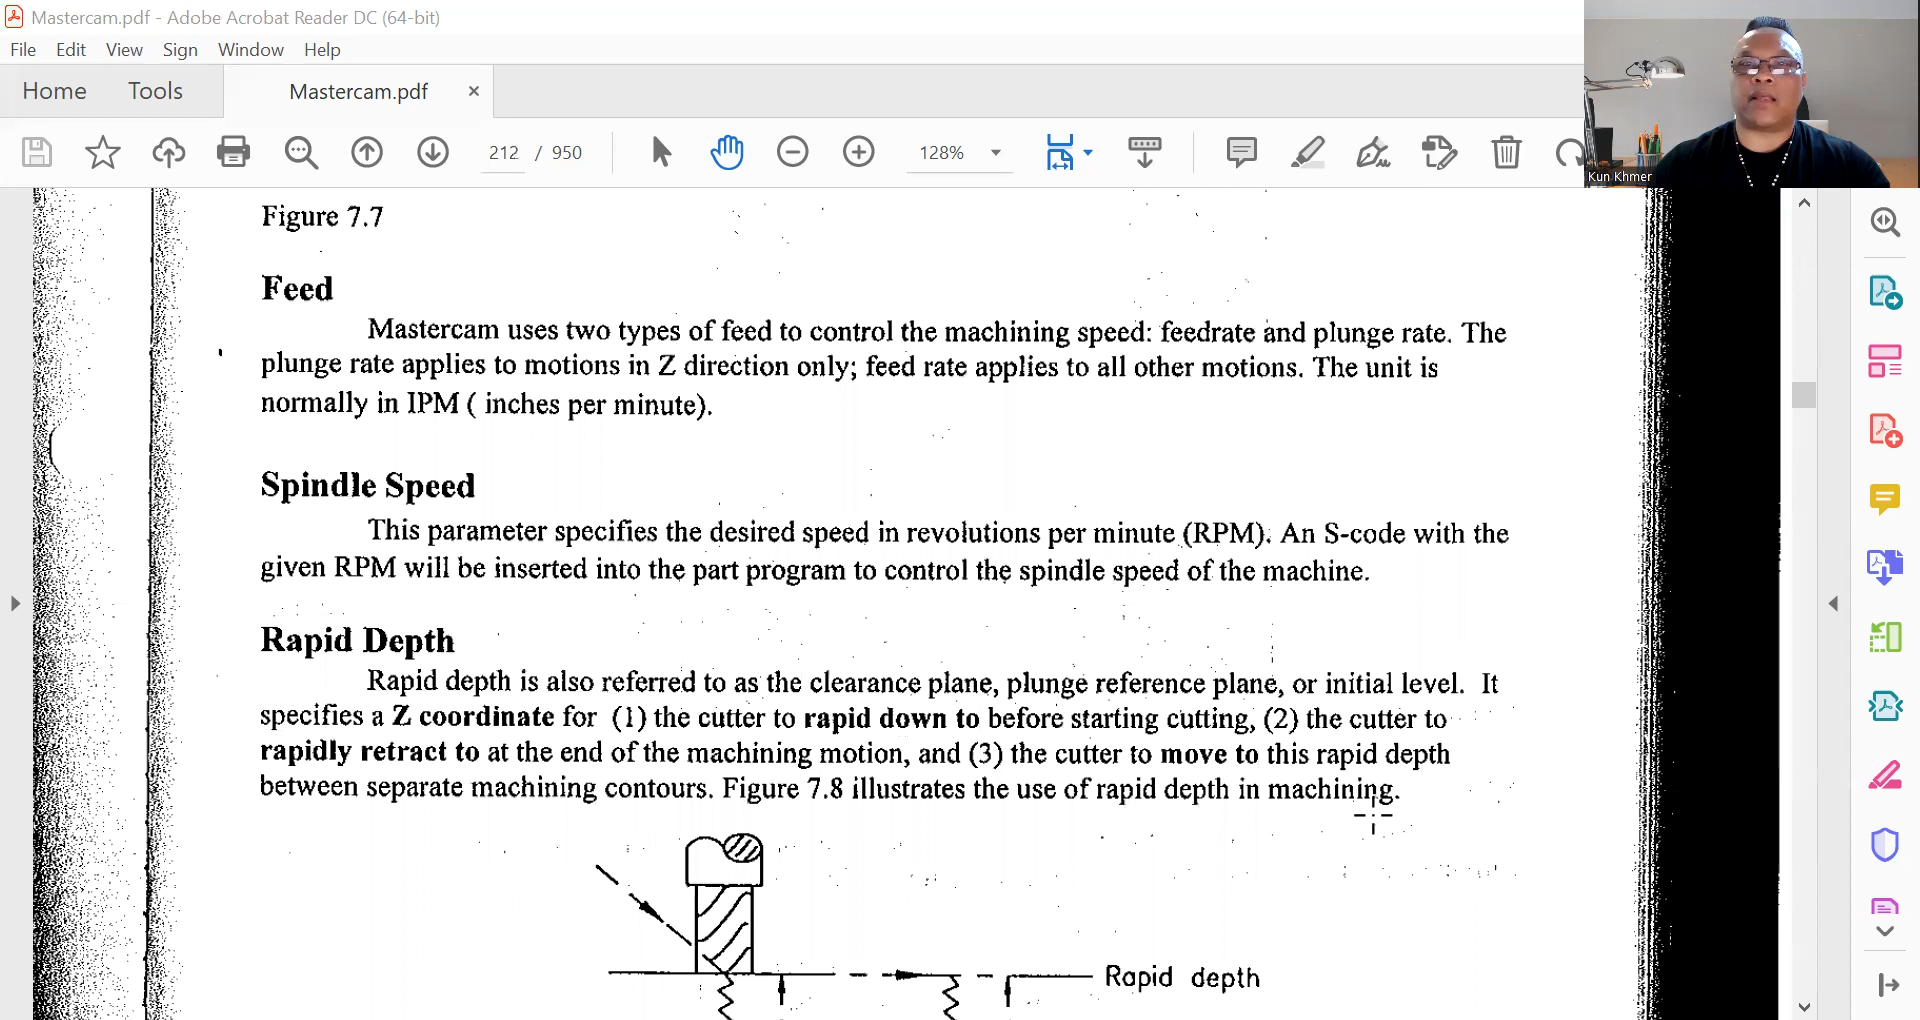 Mastercam.pdf - Adobe Acrobat Reader DC (64-bit)
File Edit View Sign Window Help
Home Tools Mastercam.pdf ×
212 / 950 128%
Kun Khmer
Figure 7.7
Feed
Mastercam uses two types of feed to control the machining speed: feedrate and plunge rate. The
plunge rate applies to motions in Z direction only; feed rate applies to all other motions. The unit is
normally in IPM ( inches per minute).
Spindle Speed
This parameter specifies the desired speed in revolutions per minute (RPM). An S-code with the
given RPM will be inserted into the part program to control the spindle speed of the machine.
Rapid Depth
Rapid depth is also referred to as the clearance plane, plunge reference plane, or initial level. It
specifies a Z coordinate for (1) the cutter to rapid down to before starting cutting, (2) the cutter to
rapidly retract to at the end of the machining motion, and (3) the cutter to move to this rapid depth
between separate machining contours. Figure 7.8 illustrates the use of rapid depth in machining.
Rapid depth